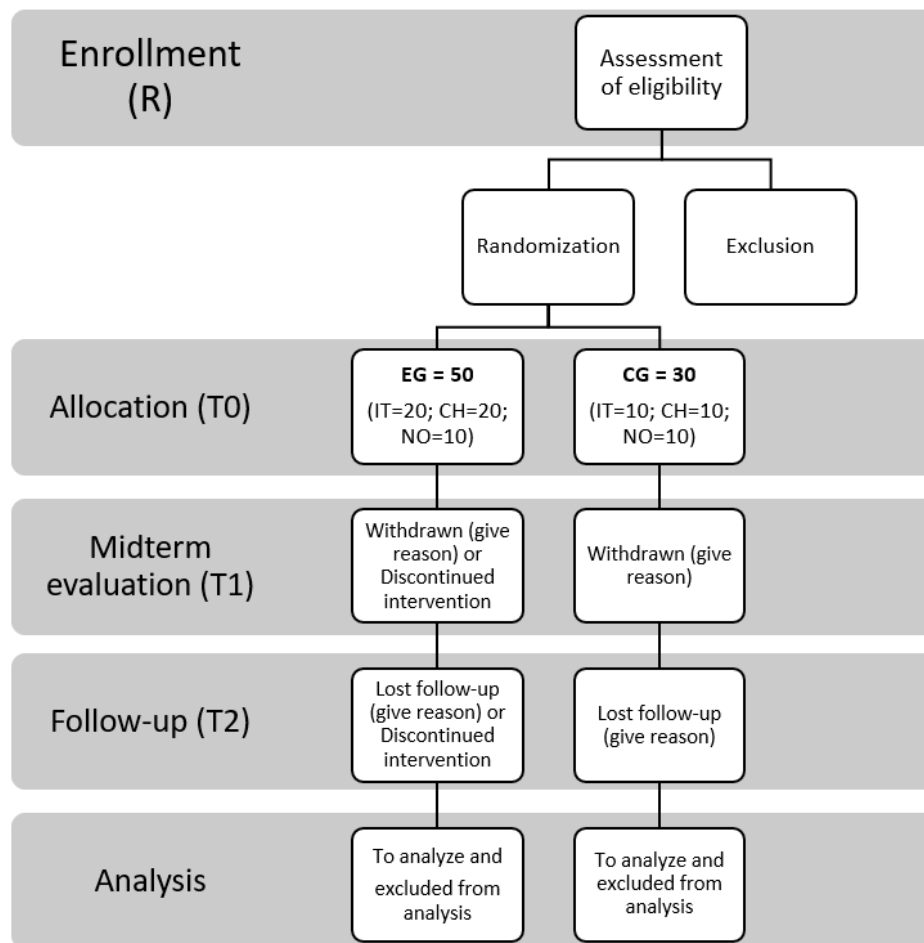 Enrollment
(R)
Assessment
of eligibility
Randomization
Exclusion
Allocation (T0)
EG = 50
(IT=20; CH=20;
NO=10)
CG = 30
(IT=10; CH=10;
NO=10)
Midterm
evaluation (T1)
Withdrawn (give
reason) or
Discontinued
intervention
Withdrawn (give
reason)
Follow-up (T2)
Lost follow-up
(give reason) or
Discontinued
intervention
Lost follow-up
(give reason)
Analysis
To analyze and
excluded from
analysis
To analyze and
excluded from
analysis